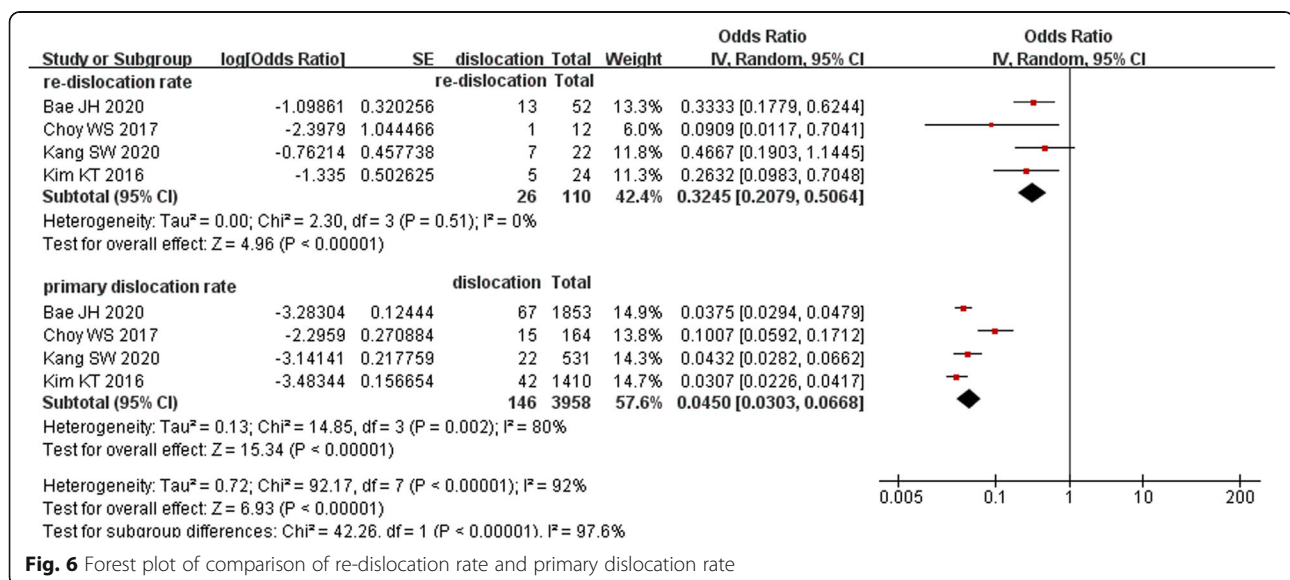 Odds Ratio Odds Ratio
Study or Subgroup log[Odds Ratio] SE dislocation Total Weight IV, Random, 95% CI IV, Random, 95% CI
re-dislocation rate re-dislocation Total
Bae JH 2020 -1.09861 0.320256 13 52 13.3% 0.3333 [0.1779, 0.6244]
Choy WS 2017 -2.3979 1.044466 1 12 6.0% 0.0909 [0.0117, 0.7041]
Kang SW 2020 -0.76214 0.457738 7 22 11.8% 0.4667 [0.1903, 1.1445]
Kim KT 2016 -1.335 0.502625 5 24 11.3% 0.2632 [0.0983, 0.7048]
Subtotal (95% CI) 26 110 42.4% 0.3245 [0.2079, 0.5064]
Heterogeneity: Tau² = 0.00; Chi² = 2.30, df = 3 (P = 0.51); I² = 0%
Test for overall effect: Z = 4.96 (P < 0.00001)
primary dislocation rate dislocation Total
Bae JH 2020 -3.28304 0.12444 67 1853 14.9% 0.0375 [0.0294, 0.0479]
Choy WS 2017 -2.2959 0.270884 15 164 13.8% 0.1007 [0.0592, 0.1712]
Kang SW 2020 -3.14141 0.217759 22 531 14.3% 0.0432 [0.0282, 0.0662]
Kim KT 2016 -3.48344 0.156654 42 1410 14.7% 0.0307 [0.0226, 0.0417]
Subtotal (95% CI) 146 3958 57.6% 0.0450 [0.0303, 0.0668]
Heterogeneity: Tau² = 0.13; Chi² = 14.85, df = 3 (P = 0.002); I² = 80%
Test for overall effect: Z = 15.34 (P < 0.00001)
Heterogeneity: Tau² = 0.72; Chi² = 92.17, df = 7 (P < 0.00001); I² = 92%
0.005 0.1 1 10 200
Test for overall effect: Z = 6.93 (P < 0.00001)
Test for subgroup differences: Chi² = 42.26, df = 1 (P < 0.00001), I² = 97.6%
Fig. 6 Forest plot of comparison of re-dislocation rate and primary dislocation rate